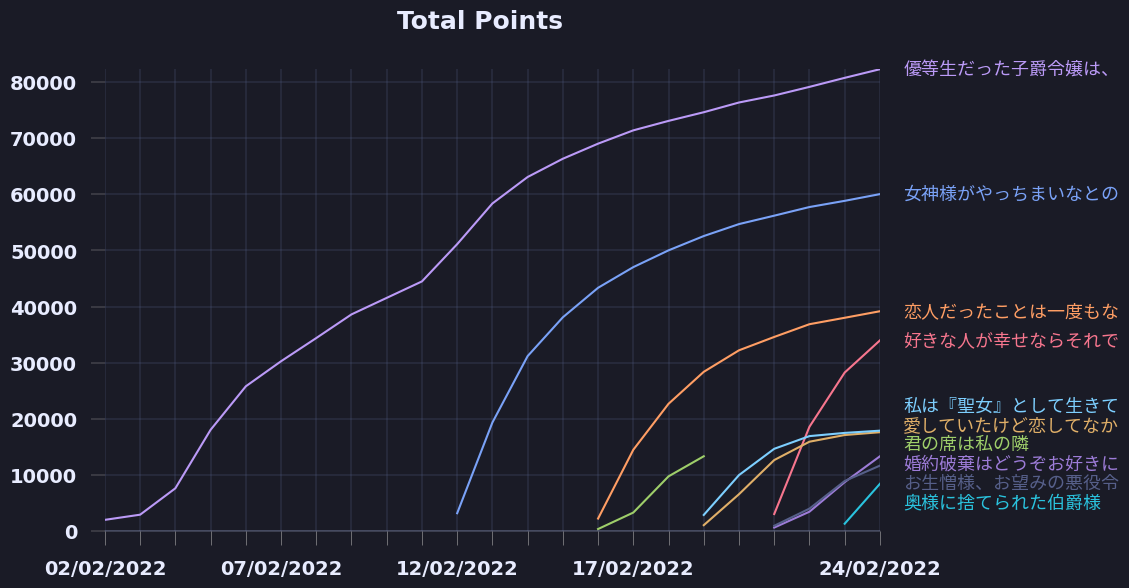 Total Points
80000
70000
60000
50000
40000
30000
20000
10000
0
02/02/2022 07/02/2022 12/02/2022 17/02/2022 24/02/2022
優等生だった子爵令嬢は、
女神様がやっちまいなとの
恋人だったことは一度もな
好きな人が幸せならそれで
私は『聖女』として生きて
愛していたけど恋してなか
君の席は私の隣
婚約破棄はどうぞお好きに
お生憎様、お望みの悪役令
奥様に捨てられた伯爵様